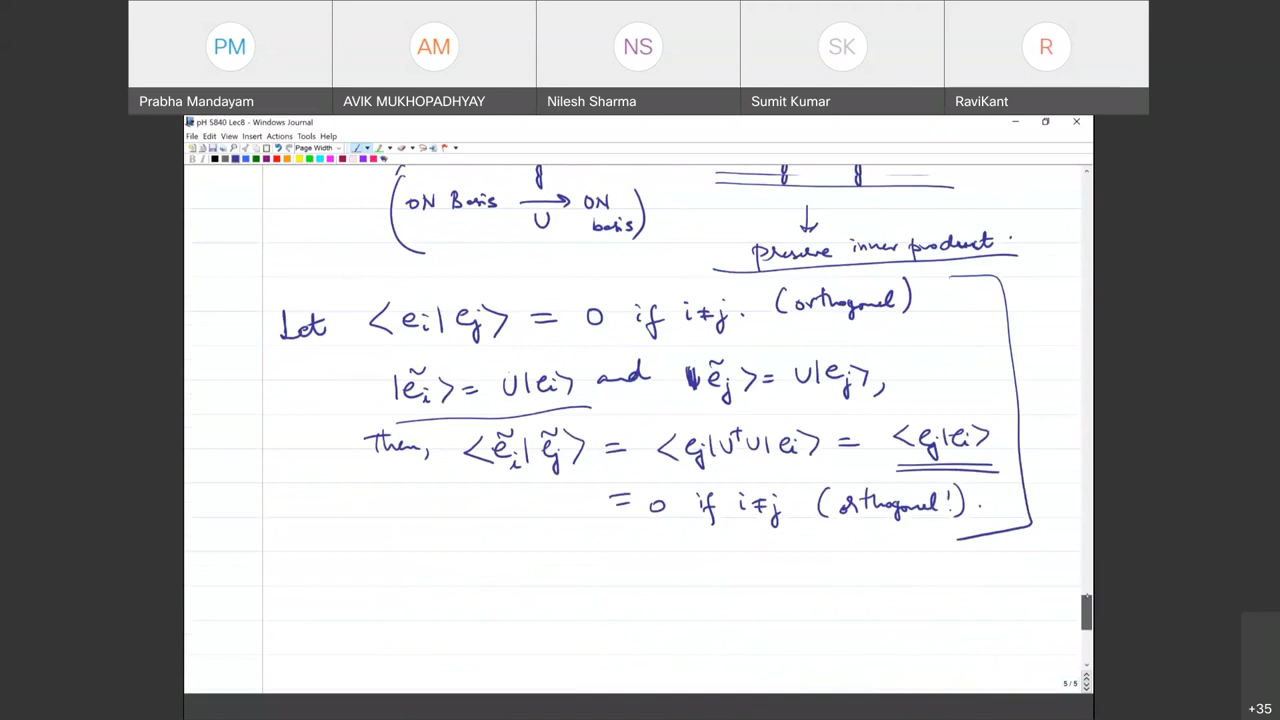 PM AM NS SK R
Prabha Mandayam AVIK MUKHOPADHYAY Nilesh Sharma Sumit Kumar RaviKant
pH 5840 Lec8 - Windows Journal
File Edit View Insert Actions Tools Help
Page Width
B I
ON Basis → ON
U basis
preserve inner product.
Let <ei|ej> = 0 if i≠j. (orthogonal)
|ẽi> = U|ei> and |ẽj> = U|ej>,
then, <ẽi|ẽj> = <ej|U†U|ei> = <ej|ei>
= 0 if i≠j (orthogonal!).
5 / 5
+35